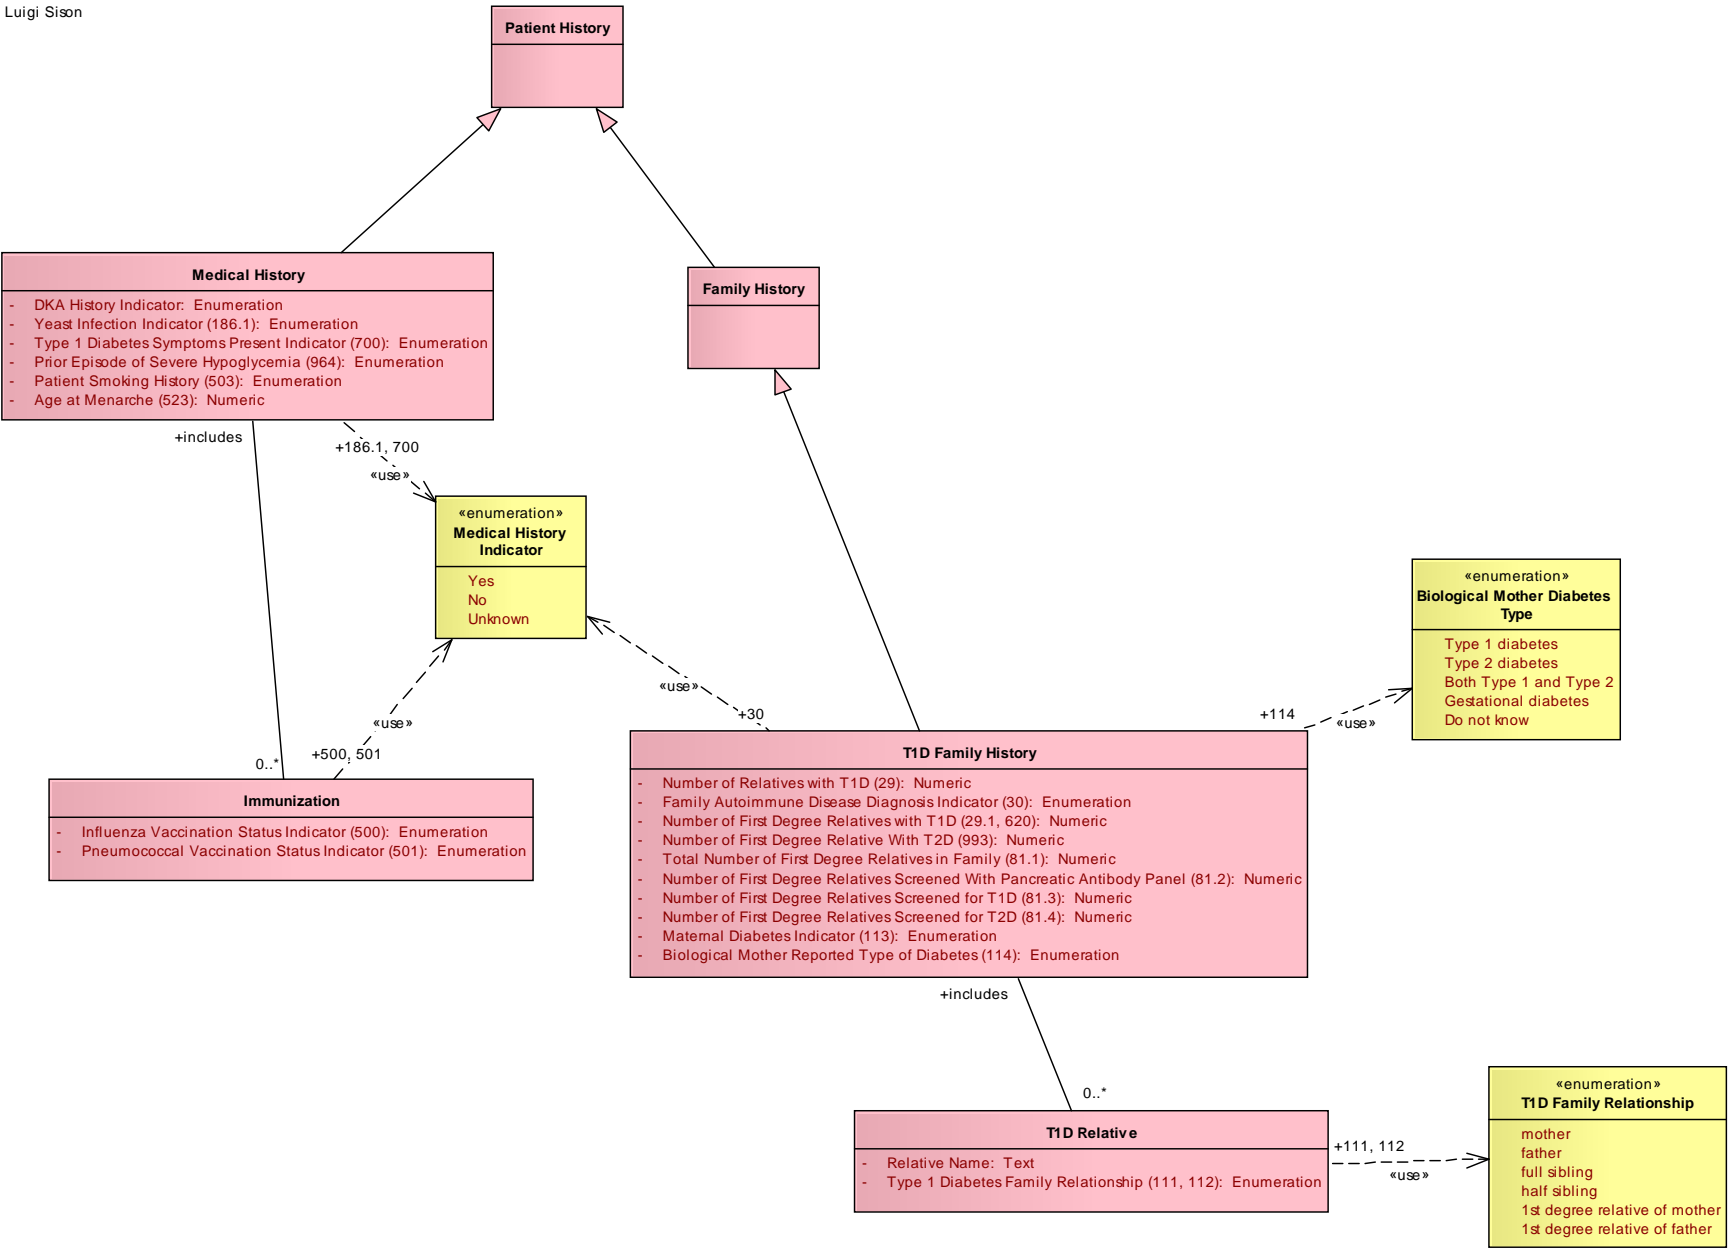 Luigi Sison
Patient History
Medical History
- DKA History Indicator: Enumeration
- Yeast Infection Indicator (186.1): Enumeration
- Type 1 Diabetes Symptoms Present Indicator (700): Enumeration
- Prior Episode of Severe Hypoglycemia (964): Enumeration
- Patient Smoking History (503): Enumeration
- Age at Menarche (523): Numeric
Family History
+includes
+186.1, 700
«use»
«enumeration»
Medical History
Indicator
Yes
No
Unknown
«enumeration»
Biological Mother Diabetes
Type
Type 1 diabetes
Type 2 diabetes
Both Type 1 and Type 2
Gestational diabetes
Do not know
«use»
+30
+114
«use»
«use»
+500, 501
0..*
Immunization
- Influenza Vaccination Status Indicator (500): Enumeration
- Pneumococcal Vaccination Status Indicator (501): Enumeration
T1D Family History
- Number of Relatives with T1D (29): Numeric
- Family Autoimmune Disease Diagnosis Indicator (30): Enumeration
- Number of First Degree Relatives with T1D (29.1, 620): Numeric
- Number of First Degree Relative With T2D (993): Numeric
- Total Number of First Degree Relatives in Family (81.1): Numeric
- Number of First Degree Relatives Screened With Pancreatic Antibody Panel (81.2): Numeric
- Number of First Degree Relatives Screened for T1D (81.3): Numeric
- Number of First Degree Relatives Screened for T2D (81.4): Numeric
- Maternal Diabetes Indicator (113): Enumeration
- Biological Mother Reported Type of Diabetes (114): Enumeration
+includes
0..*
T1D Relative
- Relative Name: Text
- Type 1 Diabetes Family Relationship (111, 112): Enumeration
+111, 112
«use»
«enumeration»
T1D Family Relationship
mother
father
full sibling
half sibling
1st degree relative of mother
1st degree relative of father